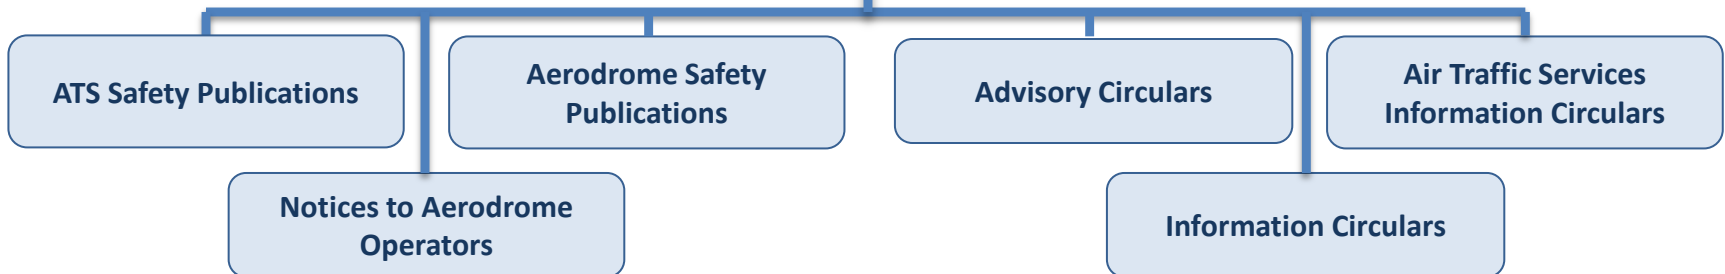 ATS Safety Publications
Aerodrome Safety
Publications
Advisory Circulars
Air Traffic Services
Information Circulars
Notices to Aerodrome
Operators
Information Circulars